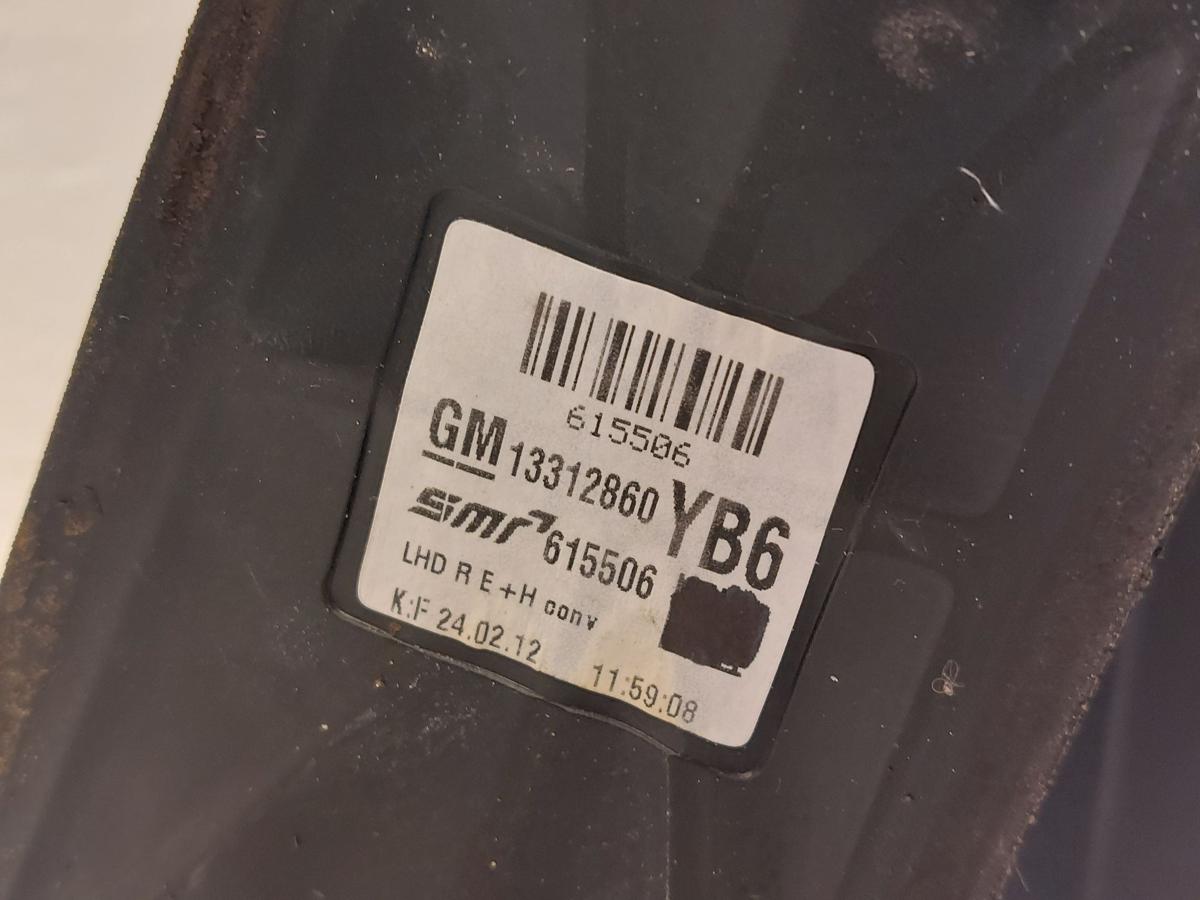 615506
GM 13312860 YB6
smr 615506
LHD R E+H conv
K:F 24.02.12 11:59:08